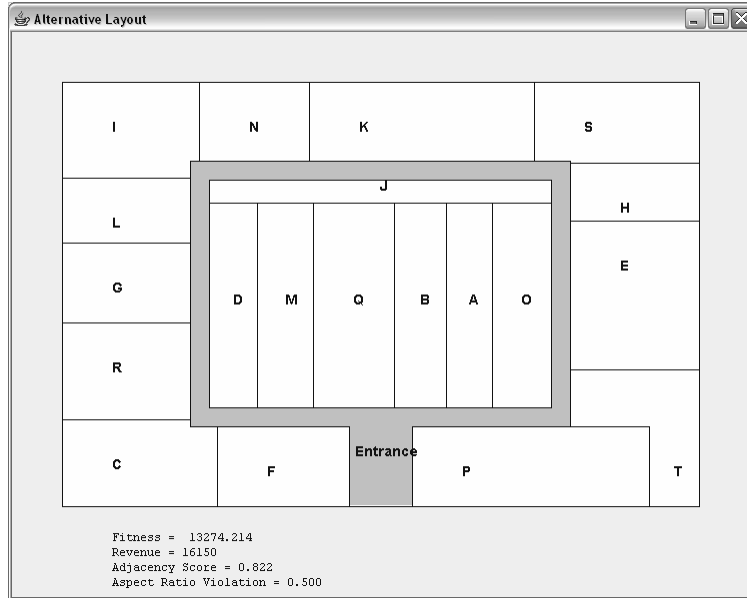 Alternative Layout
I N K S
J
L H
E
G D M Q B A O
R
Entrance
C F P T
Fitness = 13274.214
Revenue = 16150
Adjacency Score = 0.822
Aspect Ratio Violation = 0.500